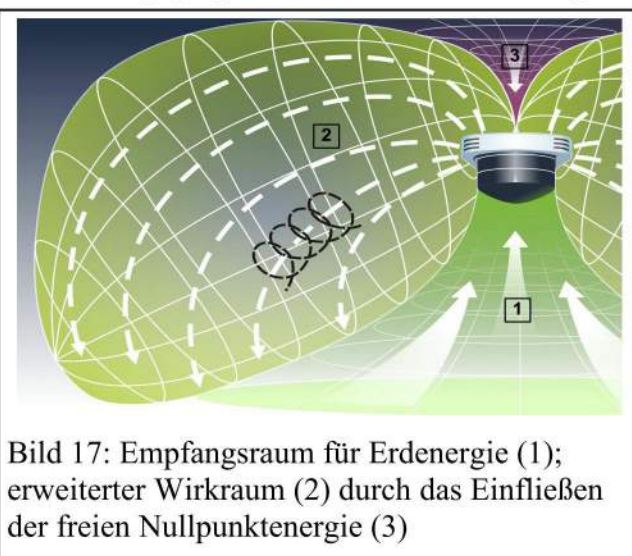 3
2
1
Bild 17: Empfangsraum für Erdenergie (1);
erweiterter Wirkraum (2) durch das Einfließen
der freien Nullpunktenergie (3)